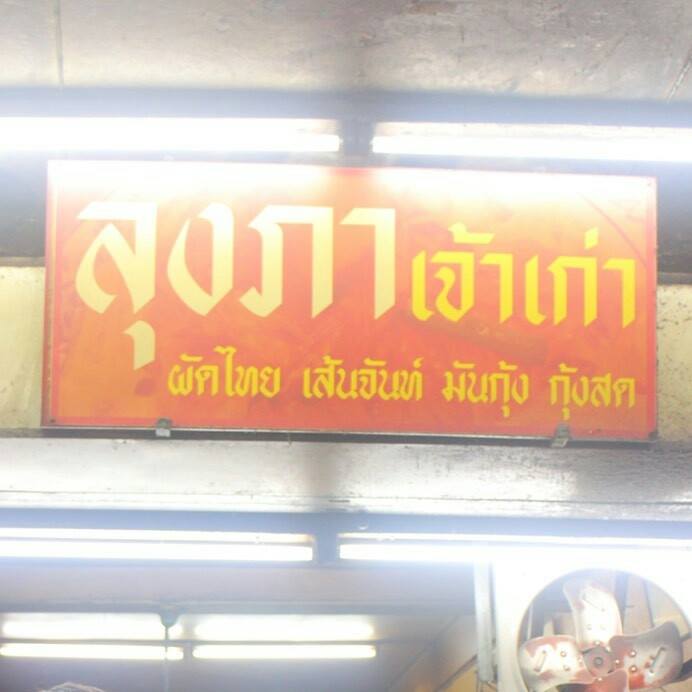 ลุงภา เจ้าเก่า
ผัดไทย เส้นจันท์ มันกุ้ง กุ้งสด